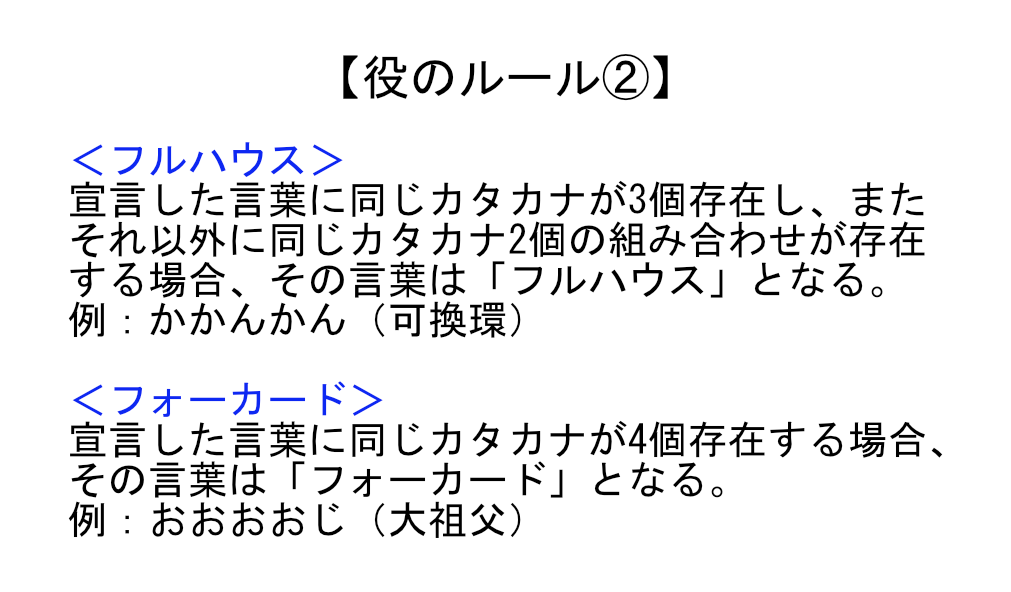 【役のルール②】
＜フルハウス＞
宣言した言葉に同じカタカナが3個存在し、また
それ以外に同じカタカナ2個の組み合わせが存在
する場合、その言葉は「フルハウス」となる。
例：かかんかん（可換環）
＜フォーカード＞
宣言した言葉に同じカタカナが4個存在する場合、
その言葉は「フォーカード」となる。
例：おおおおじ（大祖父）